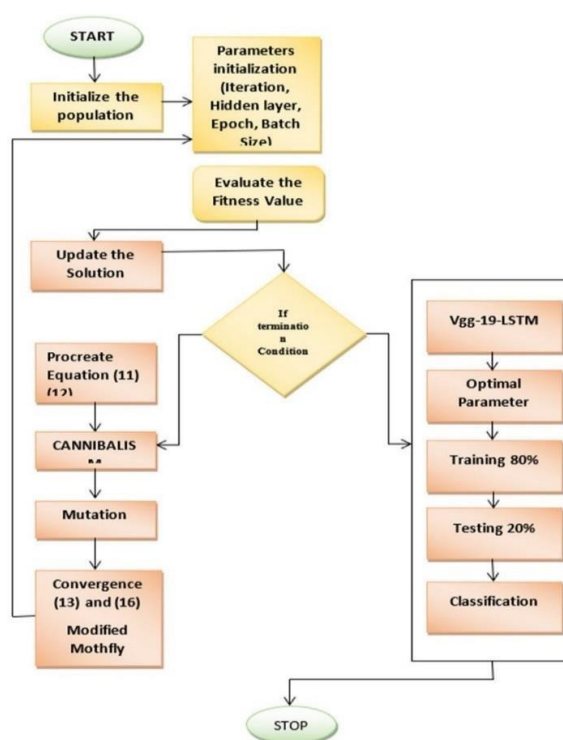 START
Initialize the
population
Parameters
initialization
(Iteration,
Hidden layer,
Epoch, Batch
Size)
Evaluate the
Fitness Value
Update the
Solution
If
terminatio
n
Condition
Procreate
Equation (11)
(12)
CANNIBALIS
Mutation
Convergence
(13) and (16)
Modified
Mothfly
Vgg-19-LSTM
Optimal
Parameter
Training 80%
Testing 20%
Classification
STOP